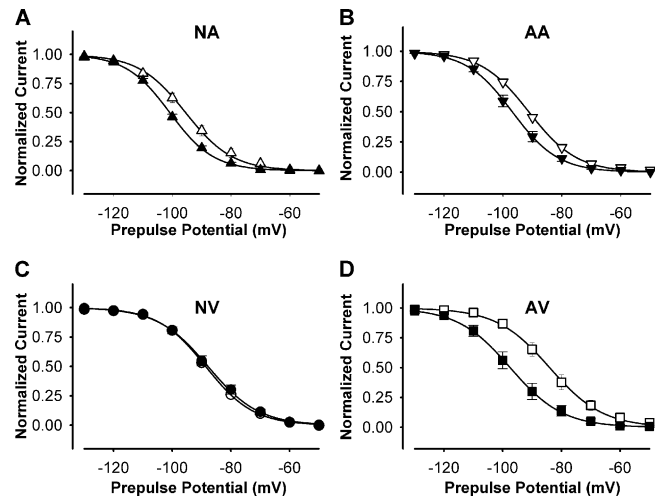 A
NA
Normalized Current
1.00
0.75
0.50
0.25
0.00
-120 -100 -80 -60
Prepulse Potential (mV)
B
AA
Normalized Current
1.00
0.75
0.50
0.25
0.00
-120 -100 -80 -60
Prepulse Potential (mV)
C
NV
Normalized Current
1.00
0.75
0.50
0.25
0.00
-120 -100 -80 -60
Prepulse Potential (mV)
D
AV
Normalized Current
1.00
0.75
0.50
0.25
0.00
-120 -100 -80 -60
Prepulse Potential (mV)